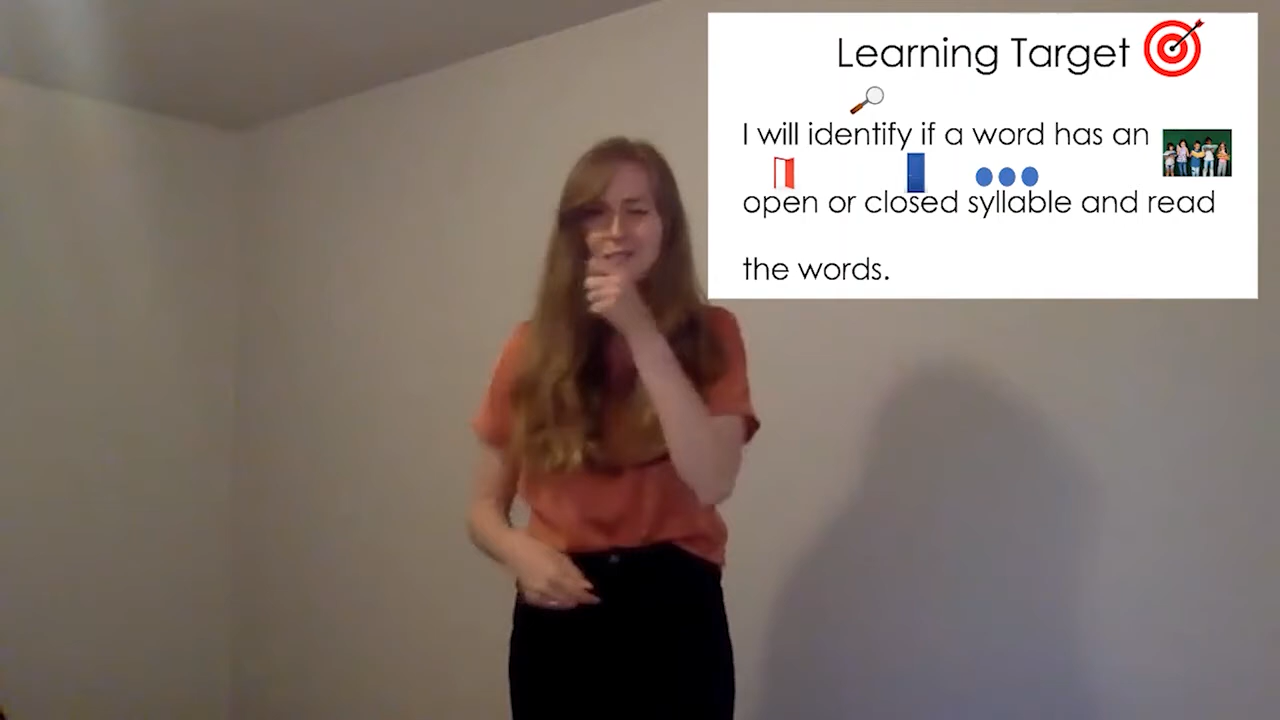 Learning Target
I will identify if a word has an
open or closed syllable and read
the words.